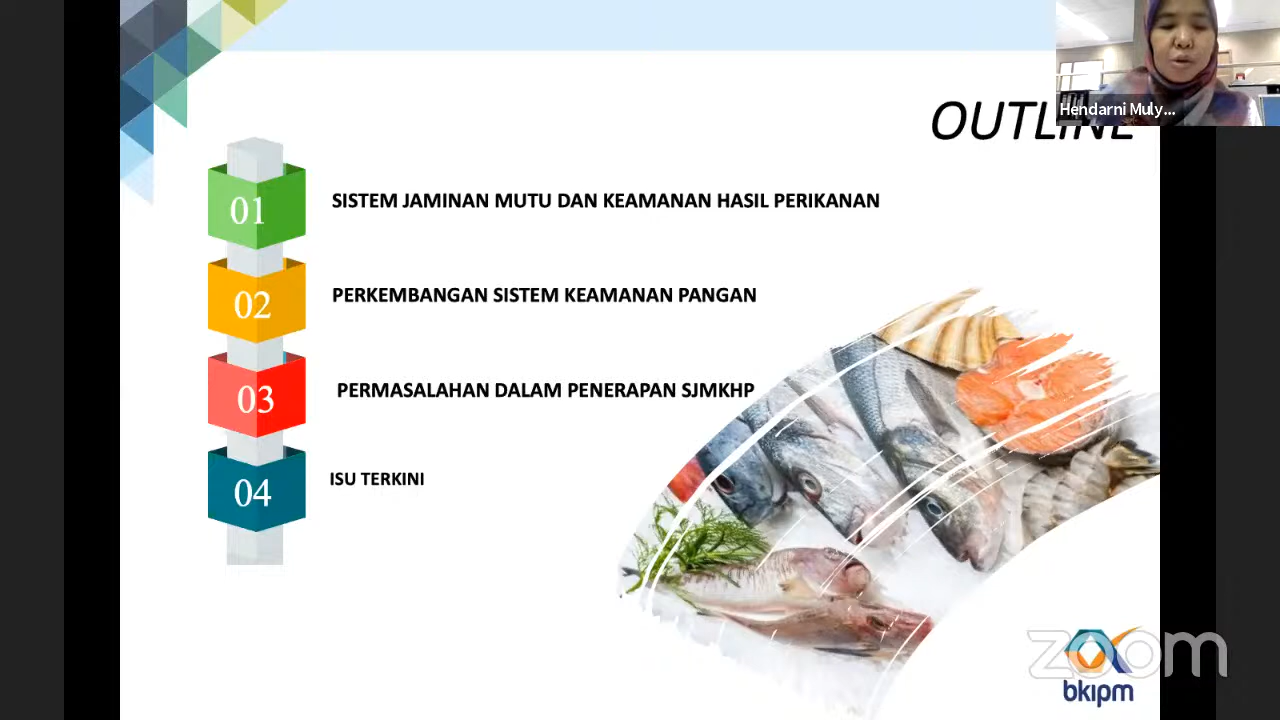 Hendarni Muly...
OUTLINE
01
SISTEM JAMINAN MUTU DAN KEAMANAN HASIL PERIKANAN
02
PERKEMBANGAN SISTEM KEAMANAN PANGAN
03
PERMASALAHAN DALAM PENERAPAN SJMKHP
04
ISU TERKINI
zoom
bkipm